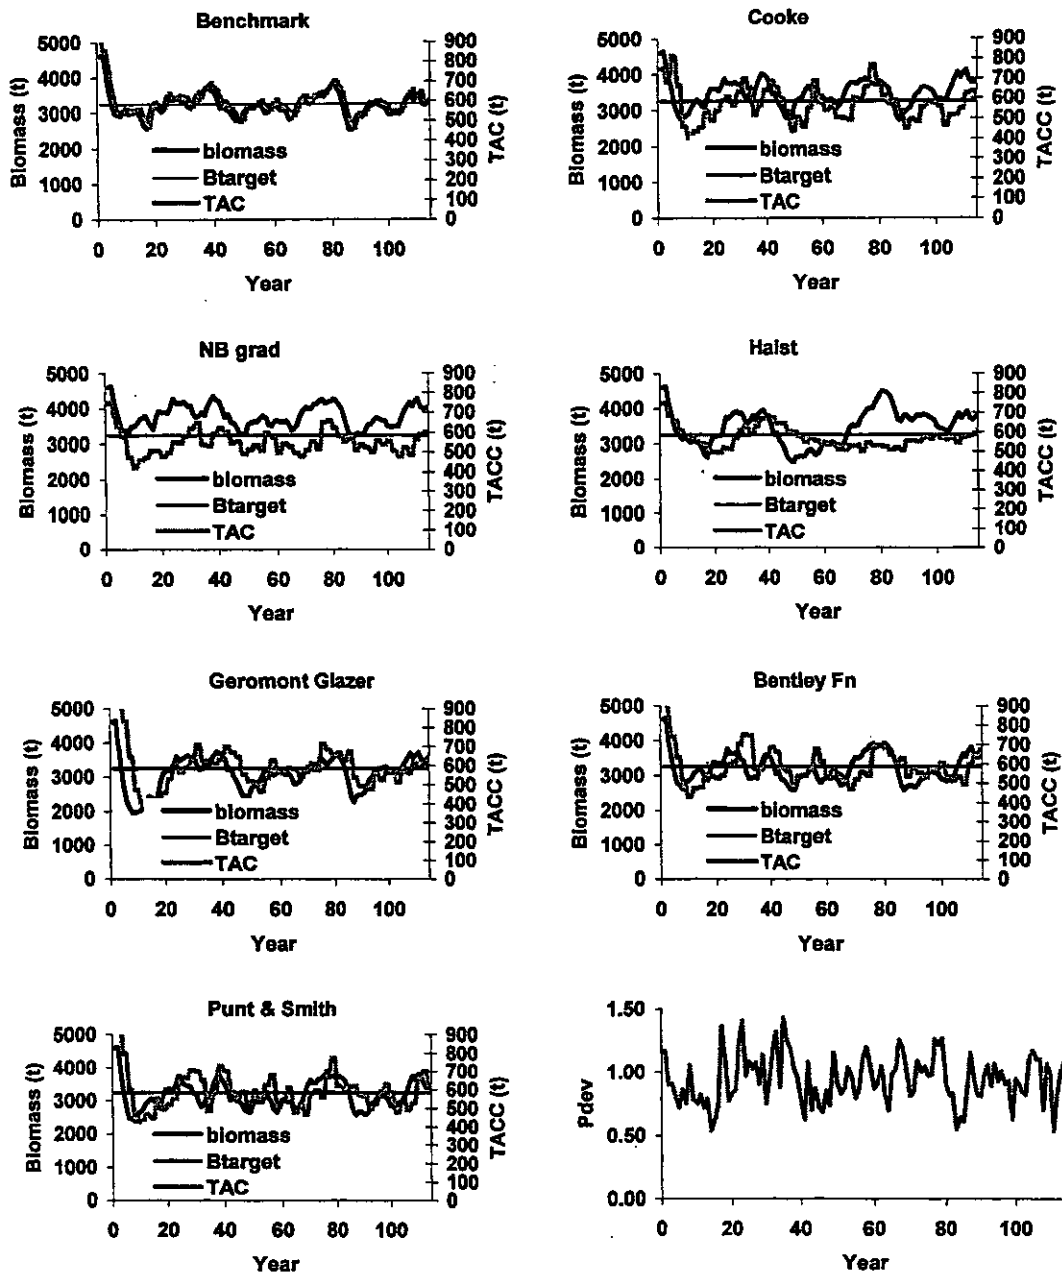 Benchmark
5000
4000
3000
2000
1000
0
Biomass (t)
900
800
700
600
500
400
300
200
100
0
TAC (t)
biomass
Btarget
TAC
0 20 40 60 80 100
Year
Cooke
5000
4000
3000
2000
1000
0
Biomass (t)
900
800
700
600
500
400
300
200
100
0
TACC (t)
biomass
Btarget
TAC
0 20 40 60 80 100
Year
NB grad
5000
4000
3000
2000
1000
0
Biomass (t)
900
800
700
600
500
400
300
200
100
0
TACC (t)
biomass
Btarget
TAC
0 20 40 60 80 100
Year
Haist
5000
4000
3000
2000
1000
0
Biomass (t)
900
800
700
600
500
400
300
200
100
0
TACC (t)
biomass
Btarget
TAC
0 20 40 60 80 100
Year
Geromont Glazer
5000
4000
3000
2000
1000
0
Biomass (t)
900
800
700
600
500
400
300
200
100
0
TACC (t)
biomass
Btarget
TAC
0 20 40 60 80 100
Year
Bentley Fn
5000
4000
3000
2000
1000
0
Biomass (t)
900
800
700
600
500
400
300
200
100
0
TACC (t)
biomass
Btarget
TAC
0 20 40 60 80 100
Year
Punt & Smith
5000
4000
3000
2000
1000
0
Biomass (t)
900
800
700
600
500
400
300
200
100
0
TACC (t)
biomass
Btarget
TAC
0 20 40 60 80 100
Year
1.50
1.00
0.50
0.00
Pdev
0 20 40 60 80 100
Year